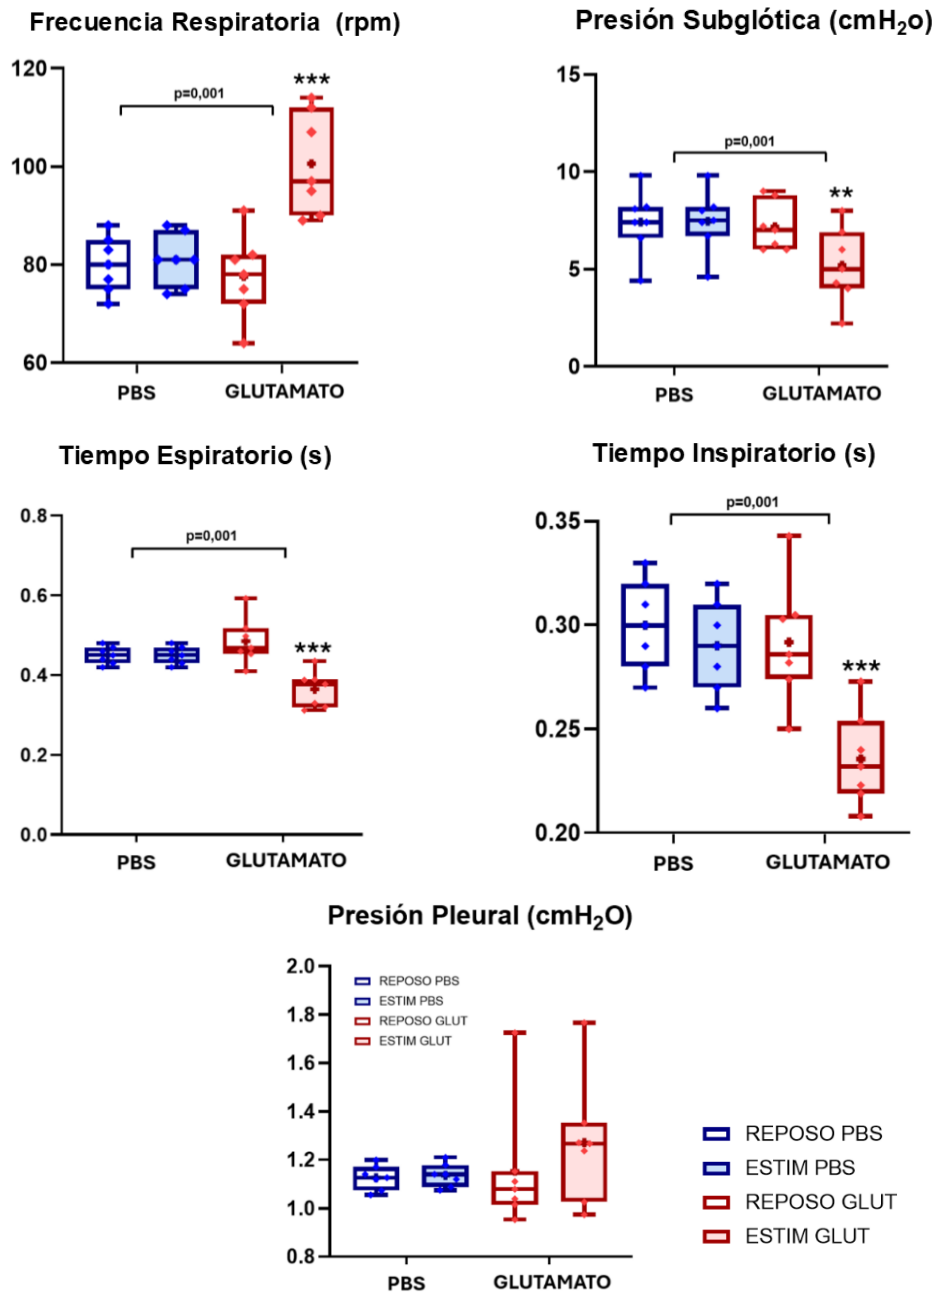 Frecuencia Respiratoria (rpm)
120
100
80
60
p=0,001
***
PBS
GLUTAMATO
Presión Subglótica (cmH₂o)
15
10
5
0
p=0,001
**
PBS
GLUTAMATO
Tiempo Espiratorio (s)
0.8
0.6
0.4
0.2
0.0
p=0,001
***
PBS
GLUTAMATO
Tiempo Inspiratorio (s)
0.35
0.30
0.25
0.20
p=0,001
***
PBS
GLUTAMATO
Presión Pleural (cmH₂O)
2.0
1.8
1.6
1.4
1.2
1.0
0.8
REPOSO PBS
ESTIM PBS
REPOSO GLUT
ESTIM GLUT
PBS
GLUTAMATO
REPOSO PBS
ESTIM PBS
REPOSO GLUT
ESTIM GLUT